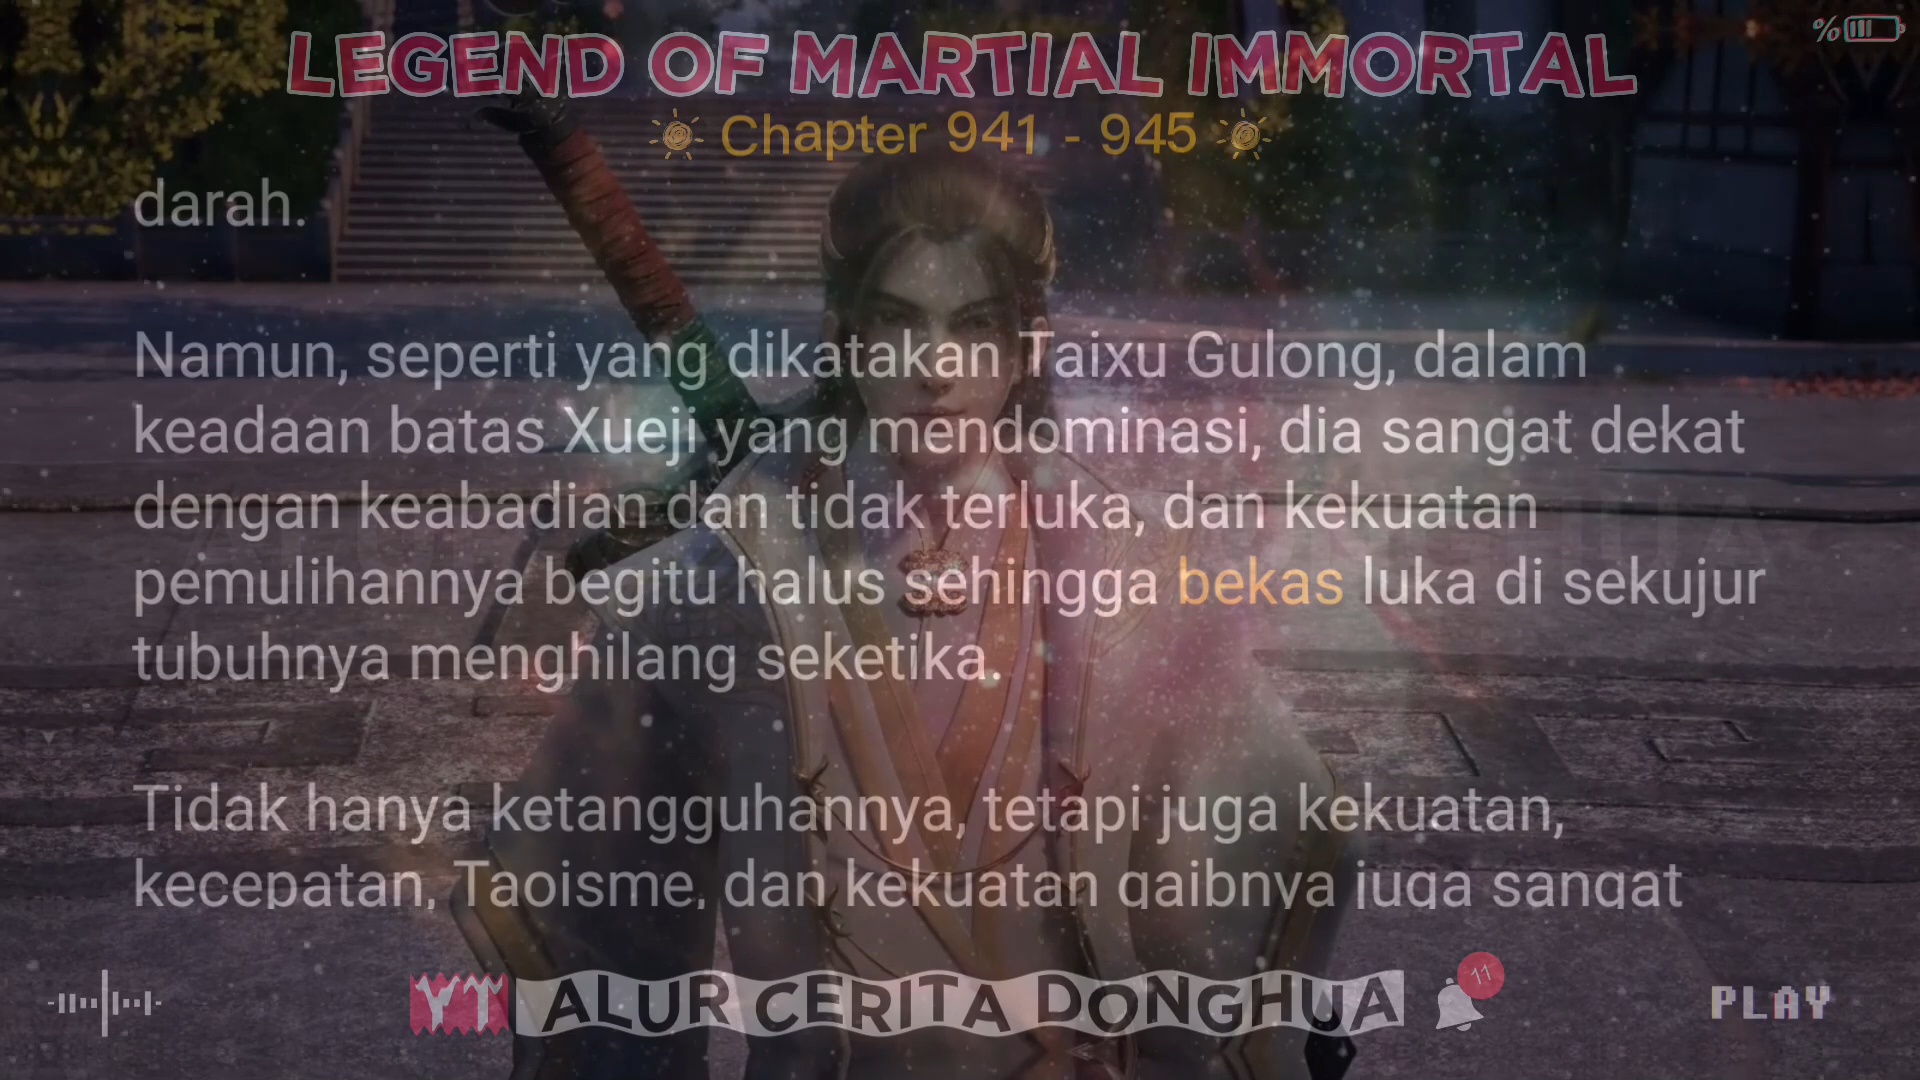 %
LEGEND OF MARTIAL IMMORTAL
Chapter 941 - 945
darah.
Namun, seperti yang dikatakan Taixu Gulong, dalam
keadaan batas Xueji yang mendominasi, dia sangat dekat
dengan keabadian dan tidak terluka, dan kekuatan
pemulihannya begitu halus sehingga bekas luka di sekujur
tubuhnya menghilang seketika.
Tidak hanya ketangguhannya, tetapi juga kekuatan,
kecepatan, Taoisme, dan kekuatan gaibnya juga sangat
YT ALUR CERITA DONGHUA 11
PLAY